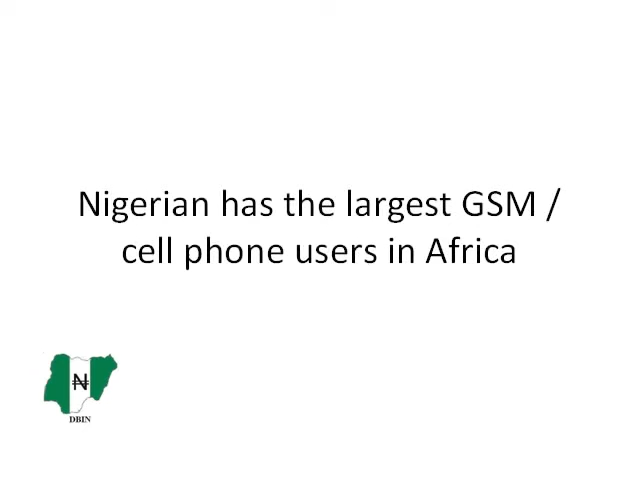 Nigerian has the largest GSM /
cell phone users in Africa
₦
DBIN